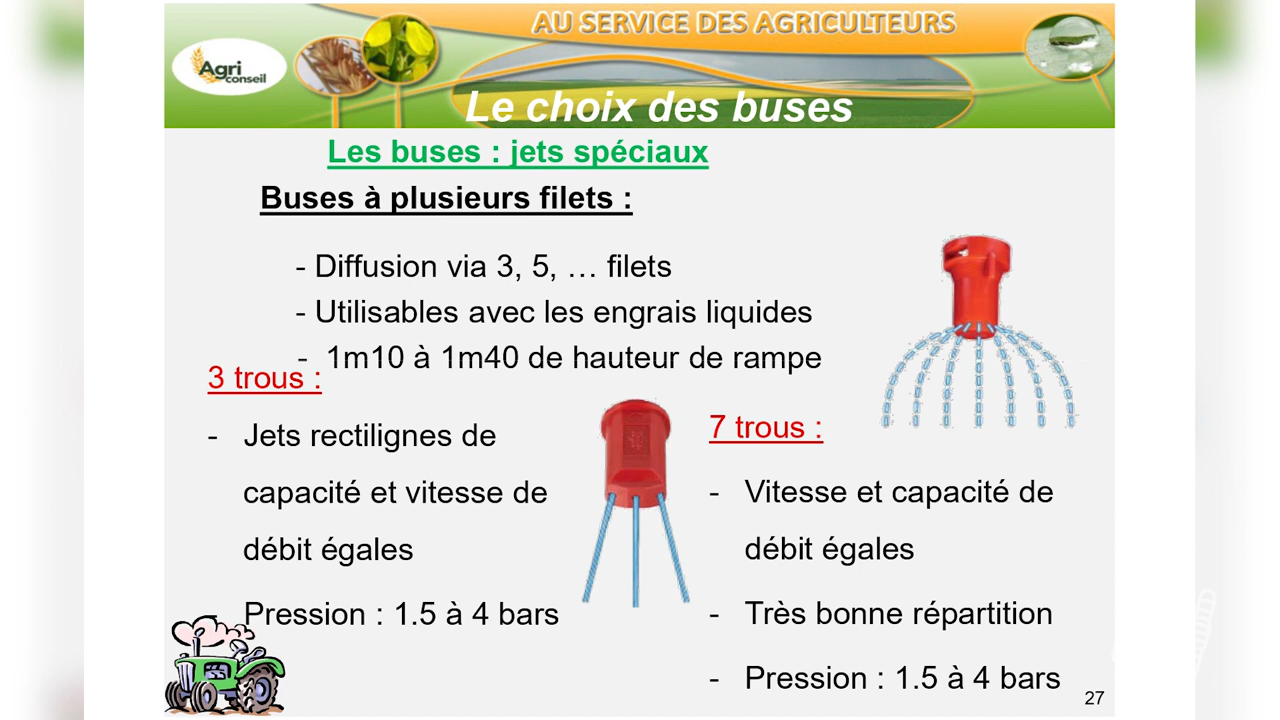 AU SERVICE DES AGRICULTEURS
Agri
conseil
Le choix des buses
Les buses : jets spéciaux
Buses à plusieurs filets :
- Diffusion via 3, 5, … filets
- Utilisables avec les engrais liquides
- 1m10 à 1m40 de hauteur de rampe
3 trous :
- Jets rectilignes de
capacité et vitesse de
débit égales
- Pression : 1.5 à 4 bars
7 trous :
- Vitesse et capacité de
débit égales
- Très bonne répartition
- Pression : 1.5 à 4 bars
27